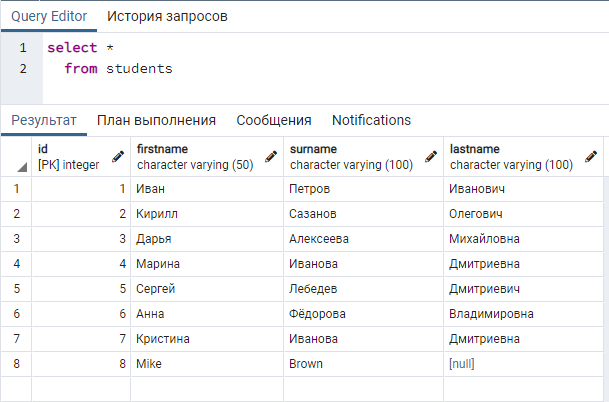 Query Editor История запросов
1 select *
2 from students
Результат План выполнения Сообщения Notifications
id firstname surname lastname
[PK] integer character varying (50) character varying (100) character varying (100)
1 1 Иван Петров Иванович
2 2 Кирилл Сазанов Олегович
3 3 Дарья Алексеева Михайловна
4 4 Марина Иванова Дмитриевна
5 5 Сергей Лебедев Дмитриевич
6 6 Анна Фёдорова Владимировна
7 7 Кристина Иванова Дмитриевна
8 8 Mike Brown [null]